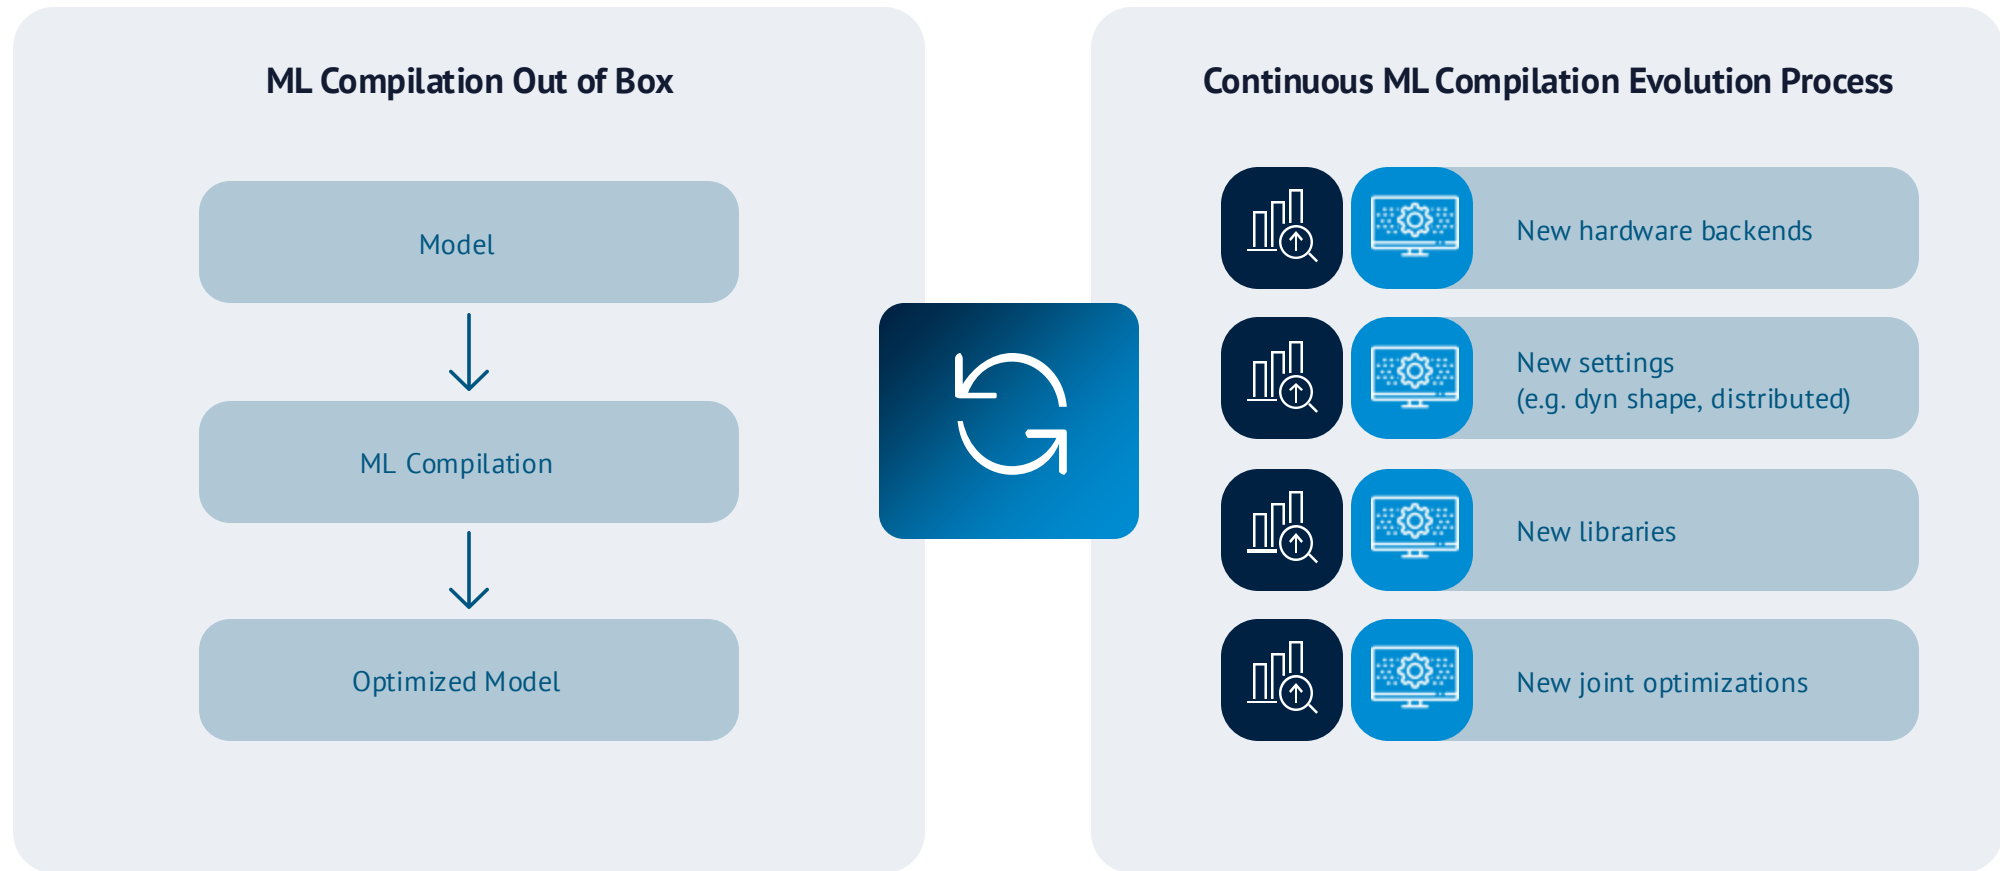 ML Compilation Out of Box
Model
ML Compilation
Optimized Model
Continuous ML Compilation Evolution Process
New hardware backends
New settings
(e.g. dyn shape, distributed)
New libraries
New joint optimizations